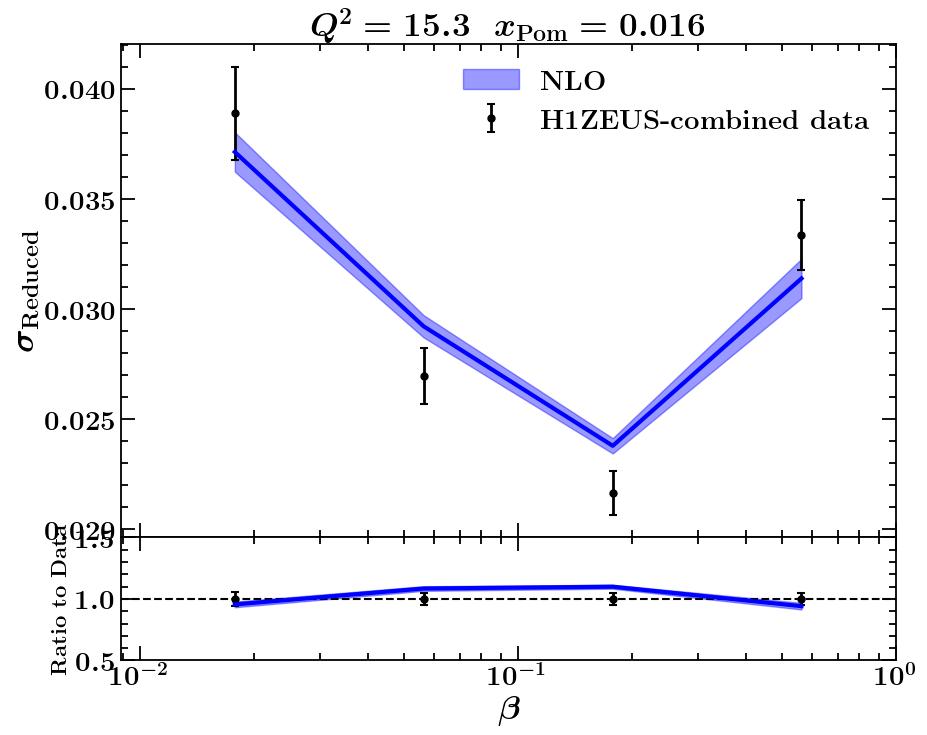 Q² = 15.3 x_Pom = 0.016
NLO
H1ZEUS-combined data
0.040
0.035
0.030
0.025
0.020
σ_Reduced
1.5
1.0
0.5
Ratio to Data
10⁻² 10⁻¹ 10⁰
β